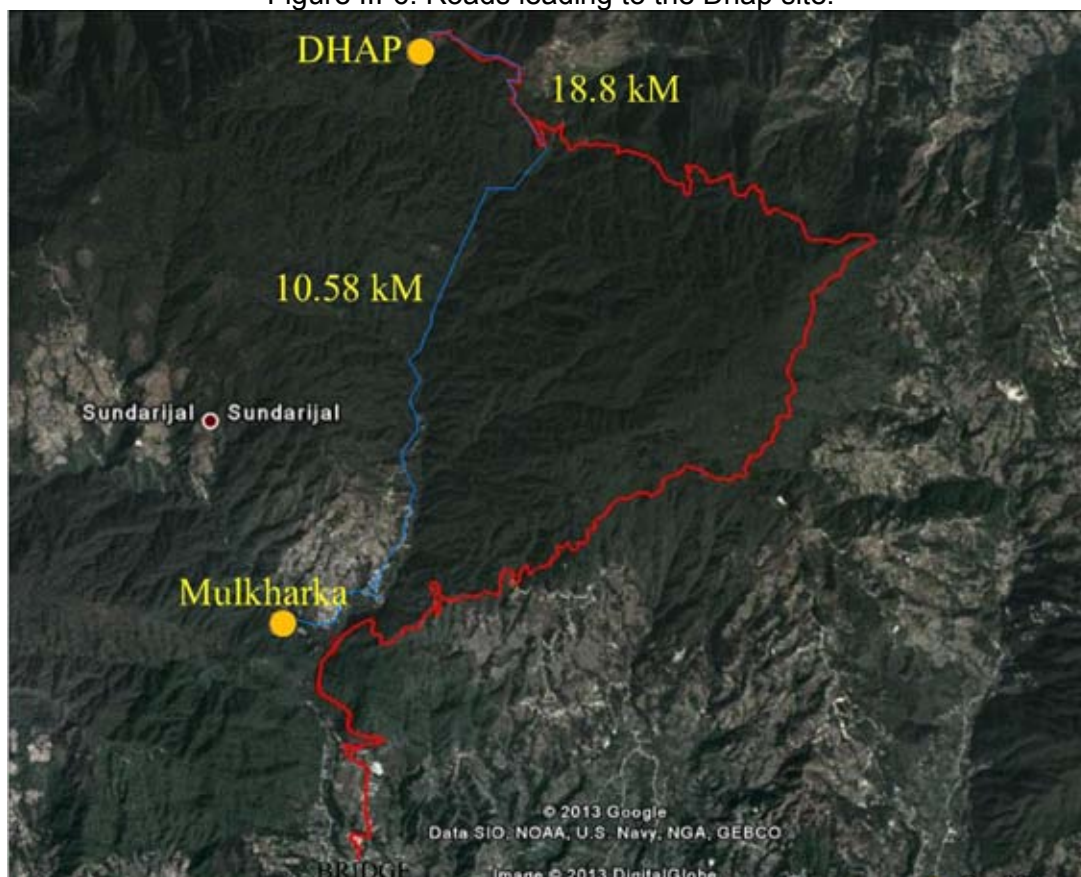 Figure III-6. Roads leading to the Dhap site.
DHAP
18.8 kM
10.58 kM
Sundarijal Sundarijal
Mulkharka
© 2013 Google
Data SIO, NOAA, U.S. Navy, NGA, GEBCO
BRIDGE
Image © 2013 DigitalGlobe